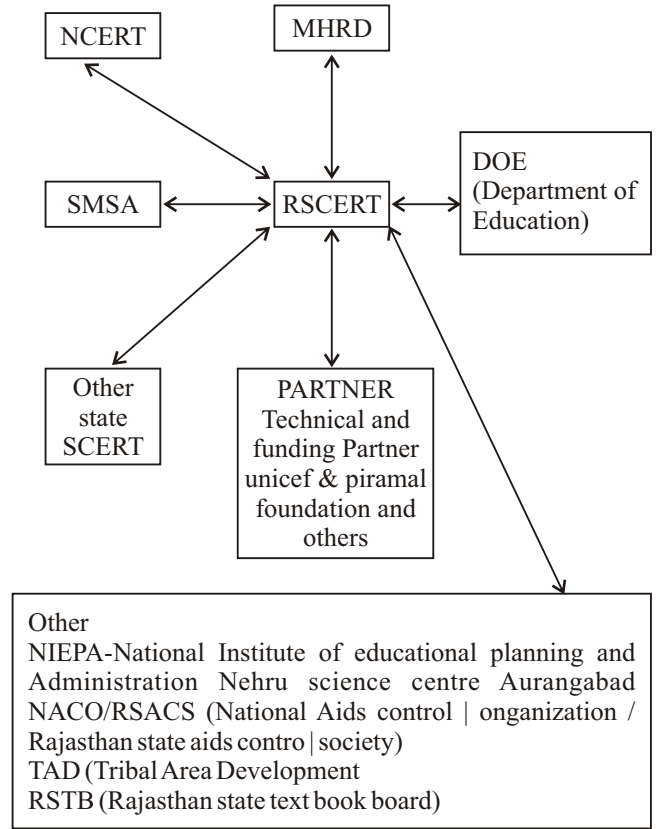 NCERT
MHRD
DOE
(Department of
Education)
SMSA
RSCERT
Other
state
SCERT
PARTNER
Technical and
funding Partner
unicef & piramal
foundation and
others
Other
NIEPA-National Institute of educational planning and
Administration Nehru science centre Aurangabad
NACO/RSACS (National Aids control | onganization /
Rajasthan state aids contro | society)
TAD (Tribal Area Development
RSTB (Rajasthan state text book board)